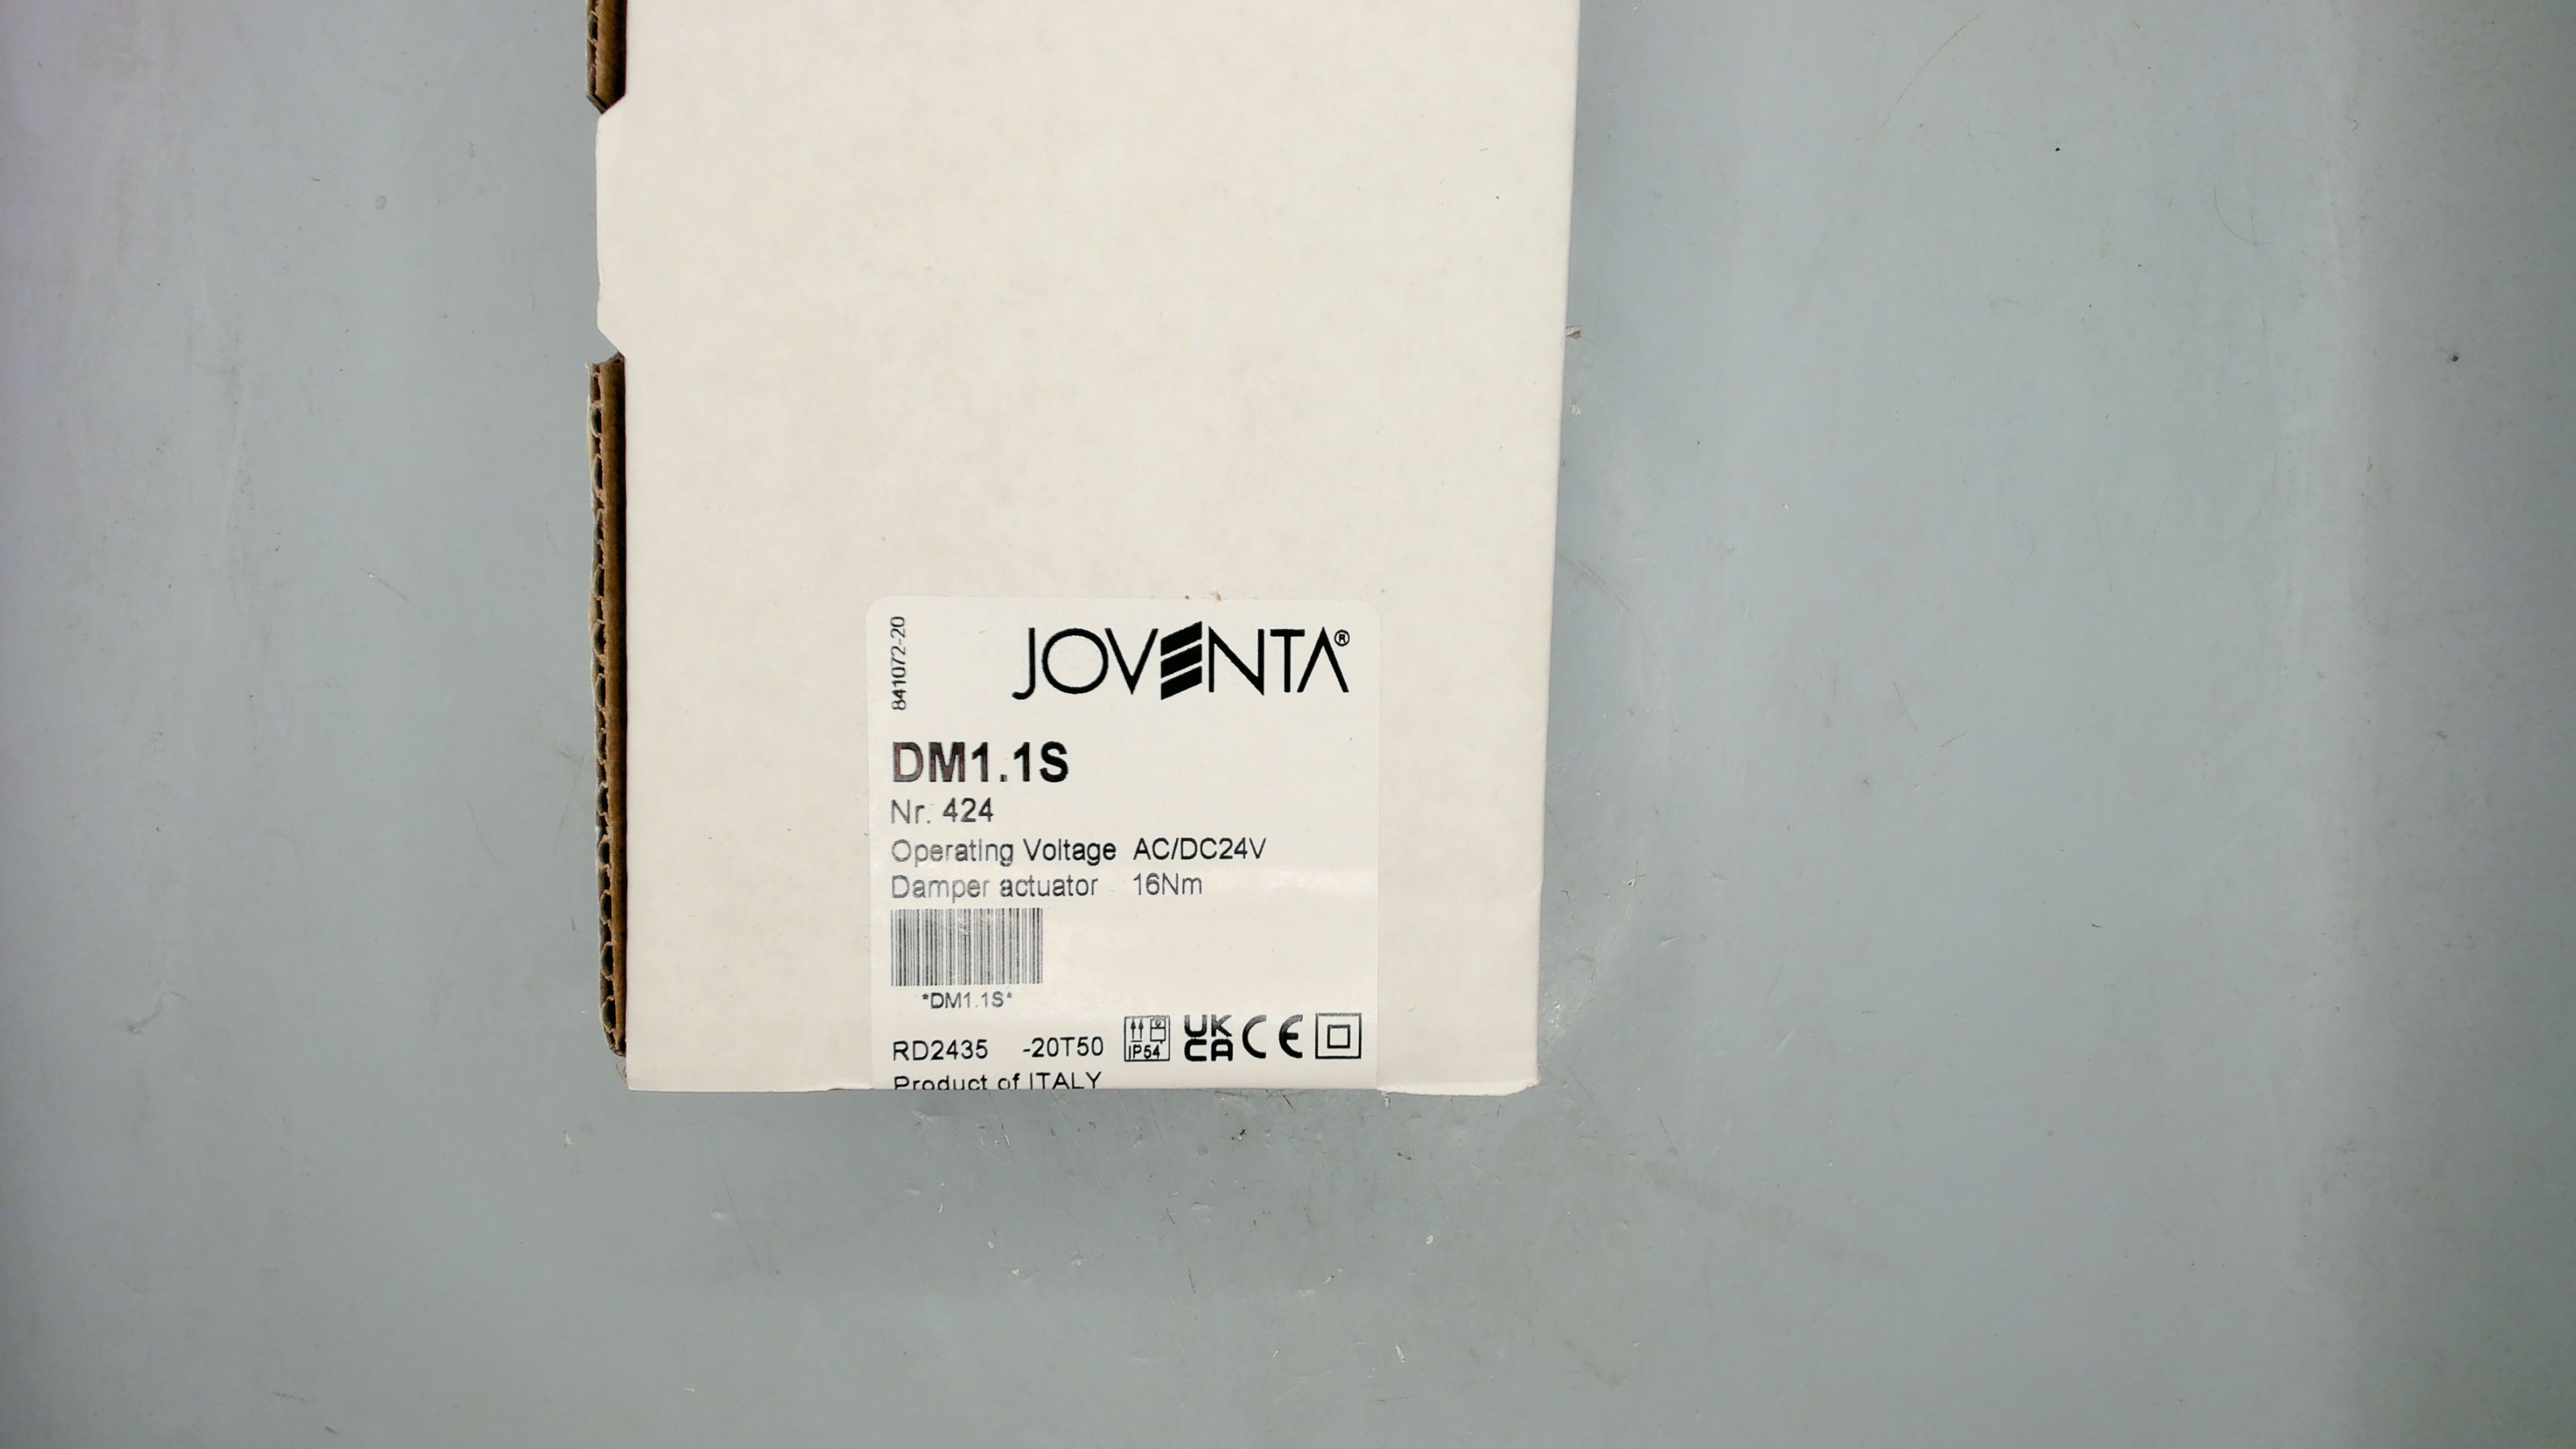 841072-20
JOVENTA®
DM1.1S
Nr. 424
Operating Voltage AC/DC24V
Damper actuator 16Nm
*DM1.1S*
RD2435 -20T50 IP54 UK CA CE
Product of ITALY